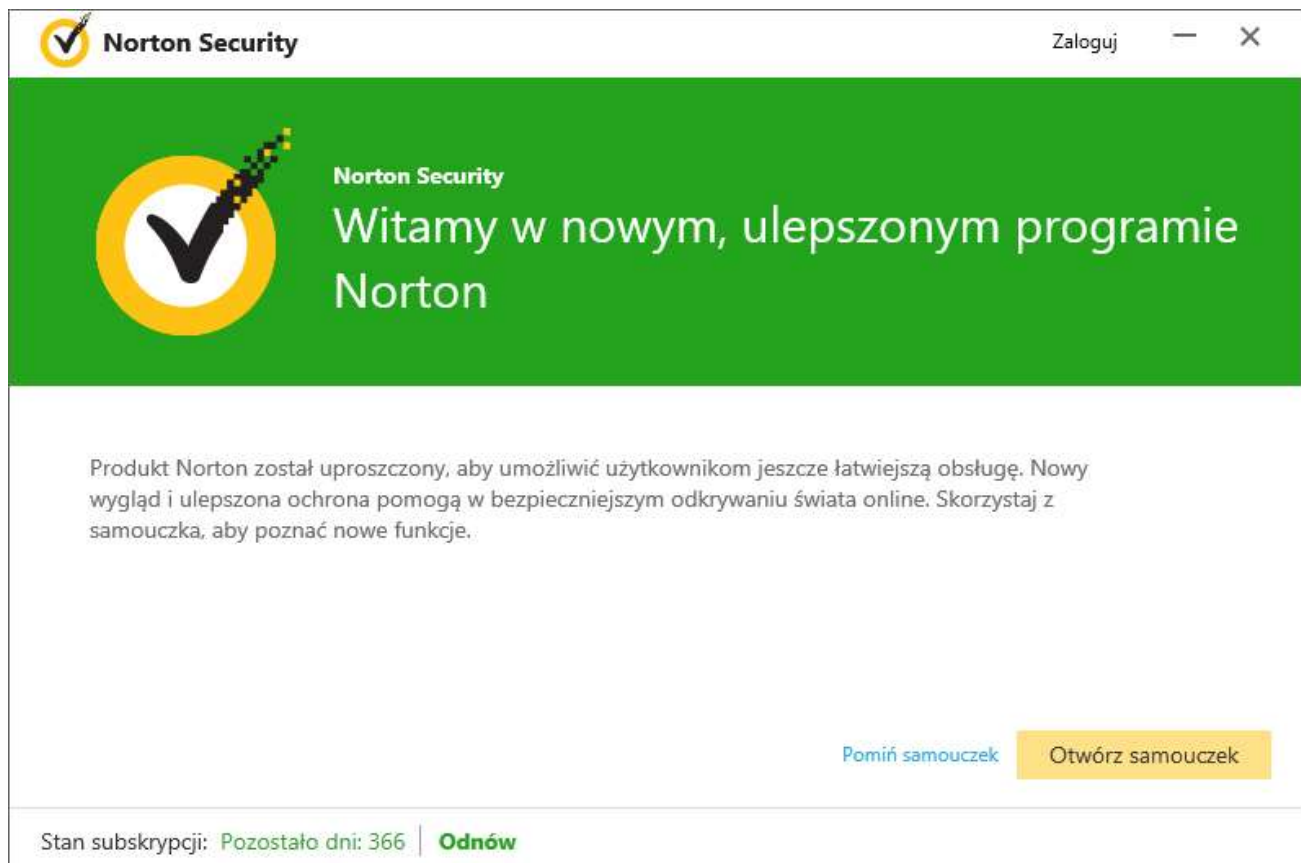 Norton Security
Zaloguj
Norton Security
Witamy w nowym, ulepszonym programie
Norton
Produkt Norton został uproszczony, aby umożliwić użytkownikom jeszcze łatwiejszą obsługę. Nowy
wygląd i ulepszona ochrona pomogą w bezpieczniejszym odkrywaniu świata online. Skorzystaj z
samouczka, aby poznać nowe funkcje.
Pomiń samouczek
Otwórz samouczek
Stan subskrypcji: Pozostało dni: 366 | Odnów